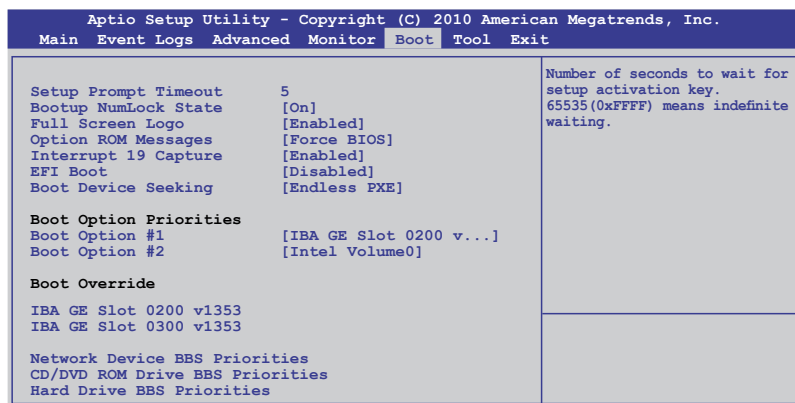 Aptio Setup Utility - Copyright (C) 2010 American Megatrends, Inc.
Main Event Logs Advanced Monitor Boot Tool Exit
Setup Prompt Timeout 5
Bootup NumLock State [On]
Full Screen Logo [Enabled]
Option ROM Messages [Force BIOS]
Interrupt 19 Capture [Enabled]
EFI Boot [Disabled]
Boot Device Seeking [Endless PXE]
Boot Option Priorities
Boot Option #1 [IBA GE Slot 0200 v...]
Boot Option #2 [Intel Volume0]
Boot Override
IBA GE Slot 0200 v1353
IBA GE Slot 0300 v1353
Network Device BBS Priorities
CD/DVD ROM Drive BBS Priorities
Hard Drive BBS Priorities
Number of seconds to wait for
setup activation key.
65535(0xFFFF) means indefinite
waiting.